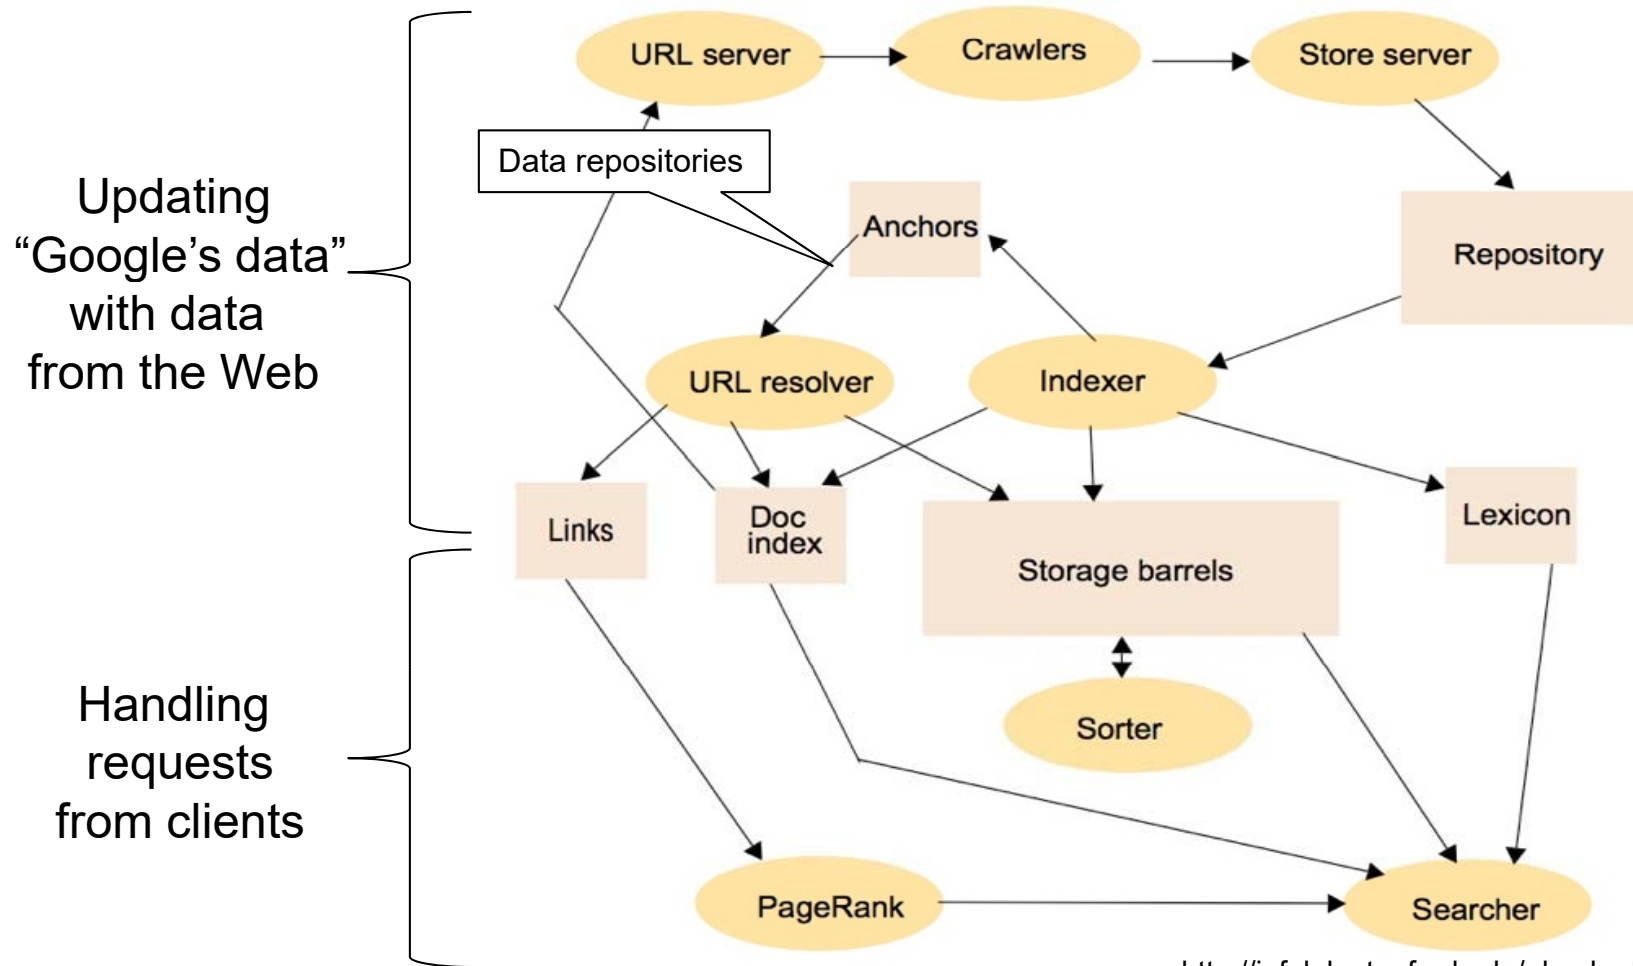 URL server
Crawlers
Store server
Data repositories
Updating
“Google’s data”
with data
from the Web
Anchors
Repository
URL resolver
Indexer
Links
Doc
index
Storage barrels
Lexicon
Handling
requests
from clients
Sorter
PageRank
Searcher